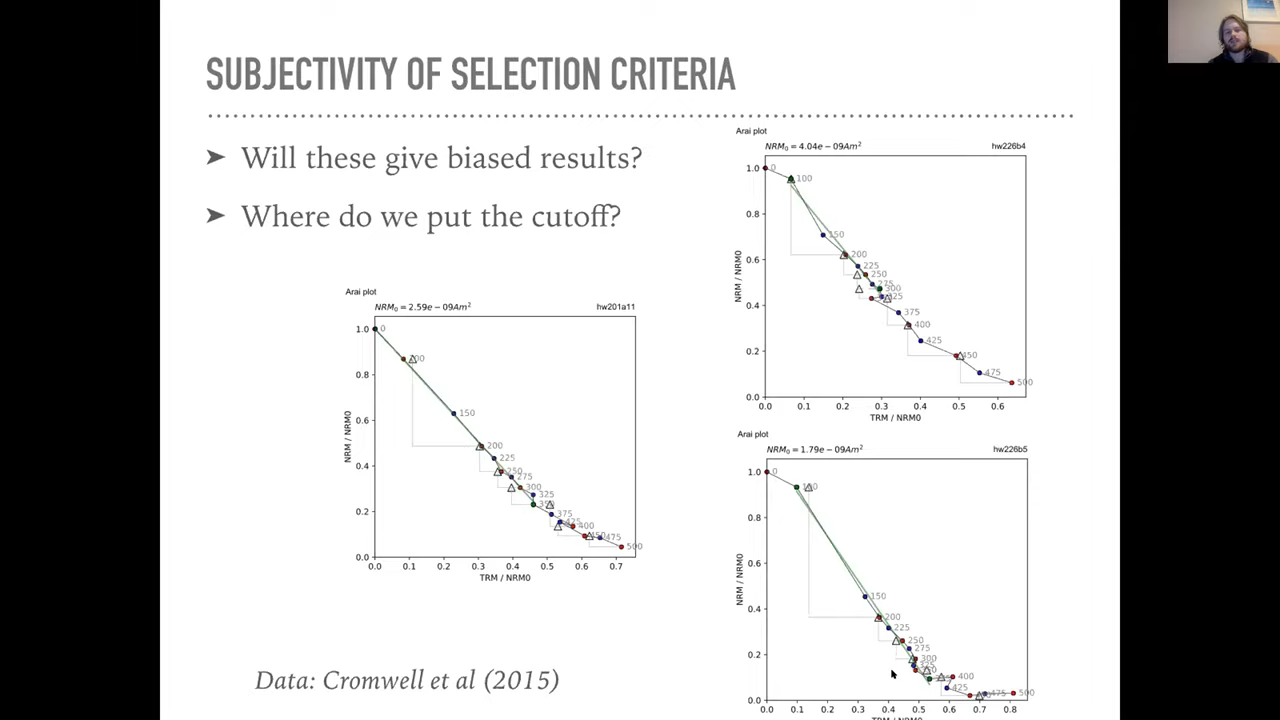 SUBJECTIVITY OF SELECTION CRITERIA
➤ Will these give biased results?
➤ Where do we put the cutoff?
Arai plot
NRM₀ = 2.59e − 09Am² hw201a11
1.0
0.8
0.6
0.4
0.2
0.0
NRM / NRM0
0
150
200
225
250
275
300
325
375
400
475
500
0.0 0.1 0.2 0.3 0.4 0.5 0.6 0.7
TRM / NRM0
Arai plot
NRM₀ = 4.04e − 09Am² hw226b4
1.0
0.8
0.6
0.4
0.2
0.0
NRM / NRM0
0
100
150
200
225
250
300
375
400
425
450
475
500
0.0 0.1 0.2 0.3 0.4 0.5 0.6
TRM / NRM0
Arai plot
NRM₀ = 1.79e − 09Am² hw226b5
1.0
0.8
0.6
0.4
0.2
0.0
NRM / NRM0
0
150
200
225
250
275
300
400
425
475
500
0.0 0.1 0.2 0.3 0.4 0.5 0.6 0.7 0.8
TRM / NRM0
Data: Cromwell et al (2015)